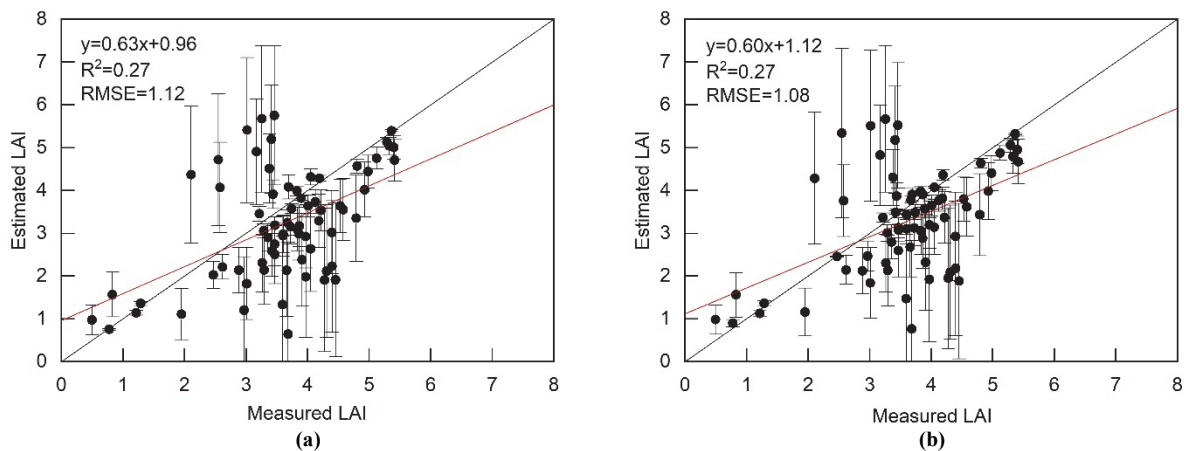 8
7
6
5
4
3
2
1
0
Estimated LAI
y=0.63x+0.96
R²=0.27
RMSE=1.12
0 1 2 3 4 5 6 7 8
Measured LAI
(a)
8
7
6
5
4
3
2
1
0
Estimated LAI
y=0.60x+1.12
R²=0.27
RMSE=1.08
0 1 2 3 4 5 6 7 8
Measured LAI
(b)